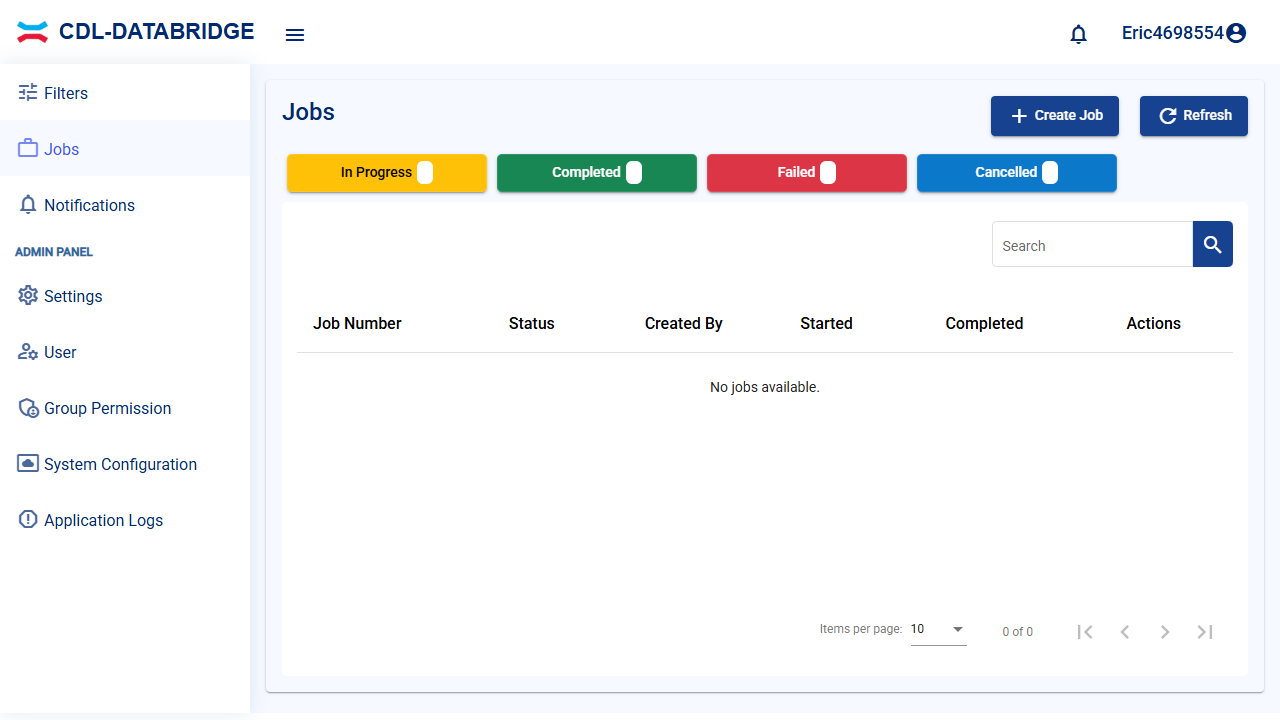 CDL-DATABRIDGE
Eric4698554
Filters
Jobs
Notifications
ADMIN PANEL
Settings
User
Group Permission
System Configuration
Application Logs
Jobs
Create Job
Refresh
In Progress
Completed
Failed
Cancelled
Search
Job Number Status Created By Started Completed Actions
No jobs available.
Items per page: 10 0 of 0